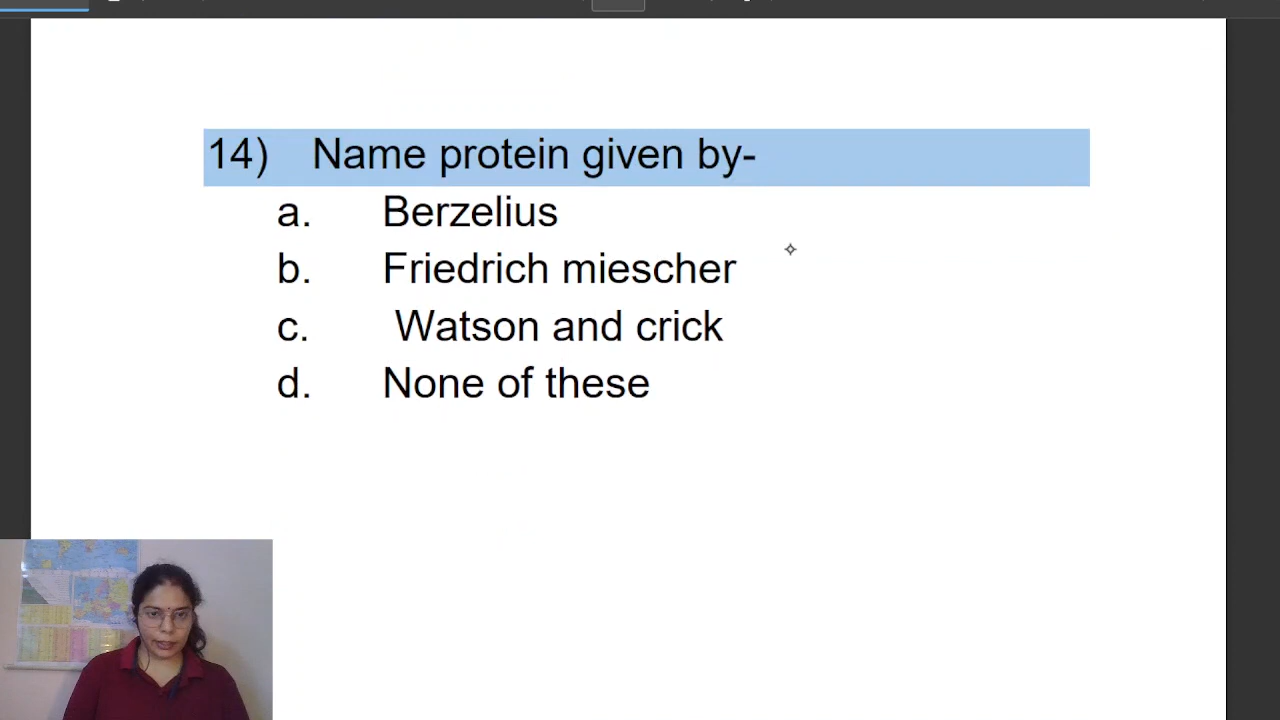 14) Name protein given by-
a. Berzelius
b. Friedrich miescher
c. Watson and crick
d. None of these